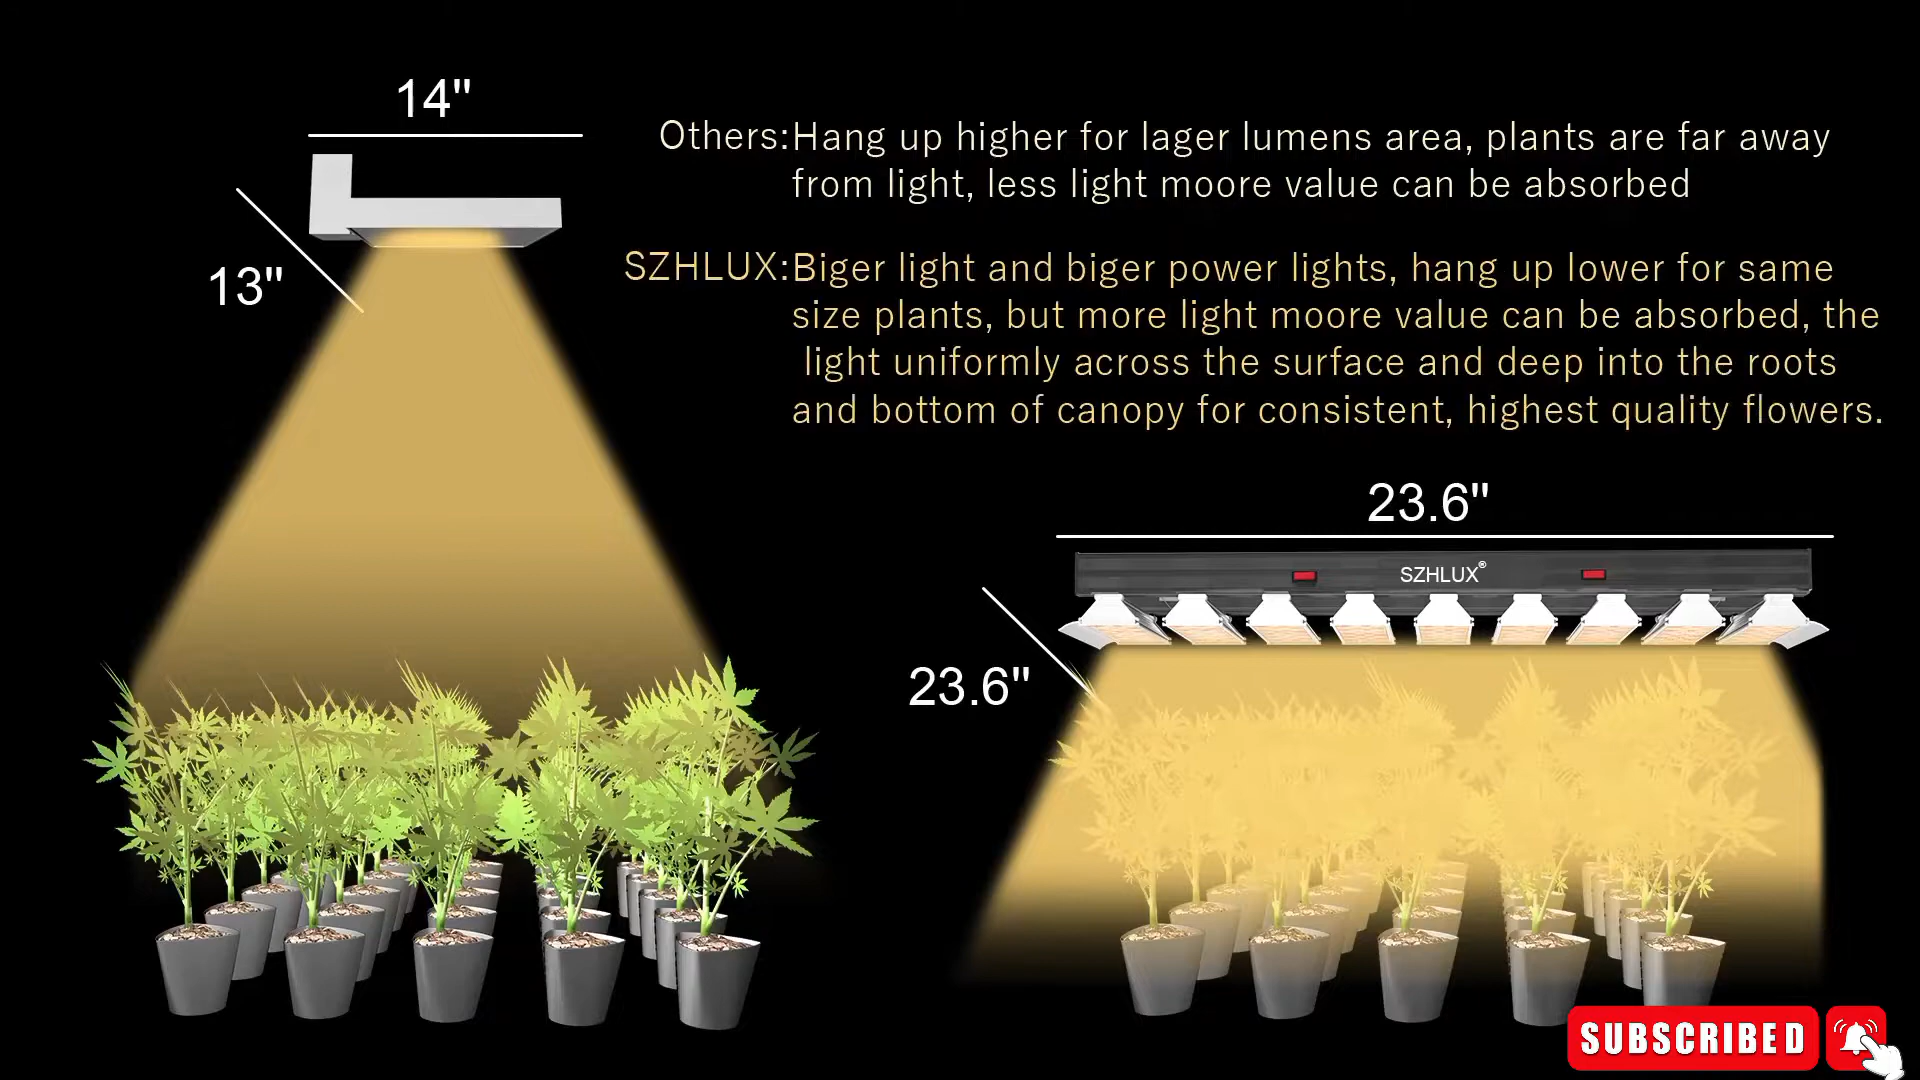 14"
Others:Hang up higher for lager lumens area, plants are far away
from light, less light moore value can be absorbed
13"
SZHLUX:Biger light and biger power lights, hang up lower for same
size plants, but more light moore value can be absorbed, the
light uniformly across the surface and deep into the roots
and bottom of canopy for consistent, highest quality flowers.
23.6"
SZHLUX®
23.6"
SUBSCRIBED